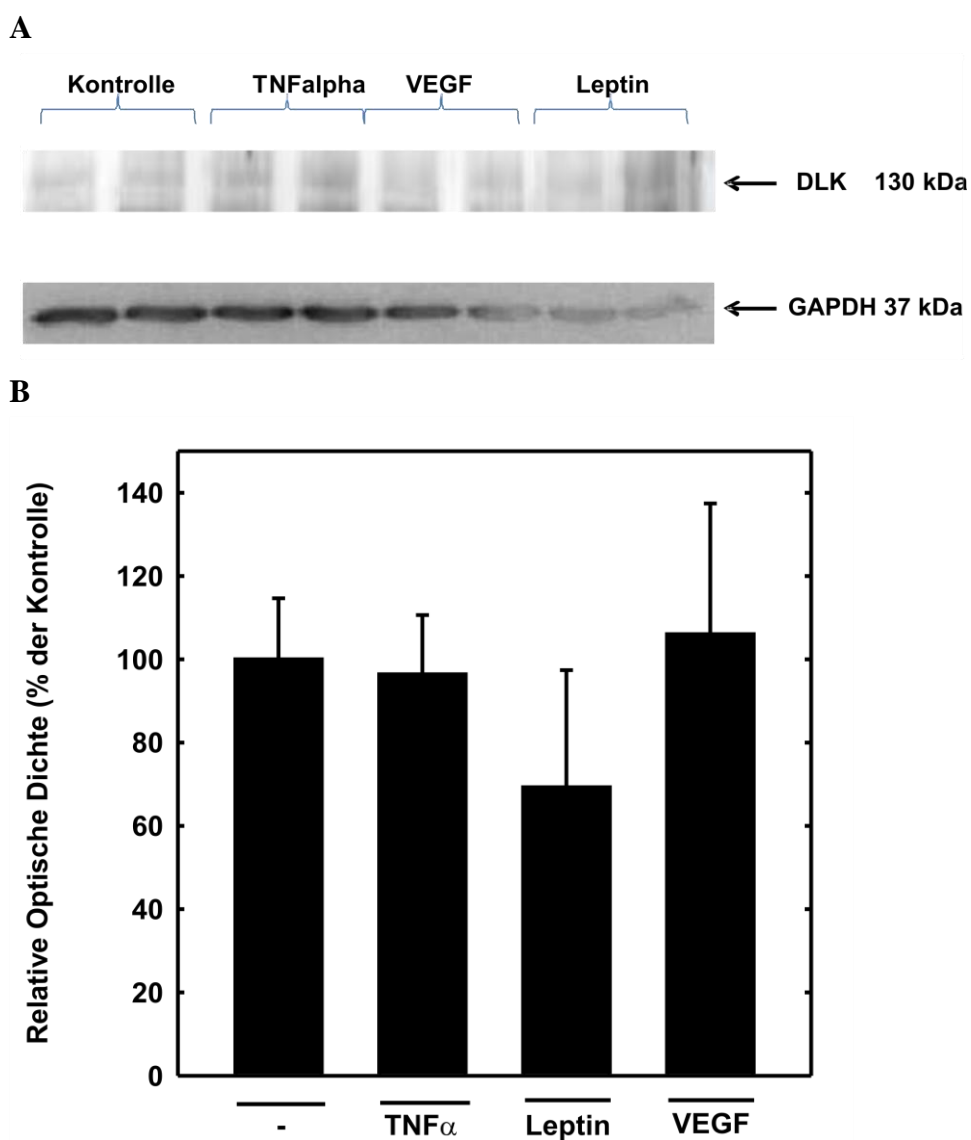 A
Kontrolle TNFalpha VEGF Leptin
DLK 130 kDa
GAPDH 37 kDa
B
Relative Optische Dichte (% der Kontrolle)
140
120
100
80
60
40
20
0
- TNFα Leptin VEGF